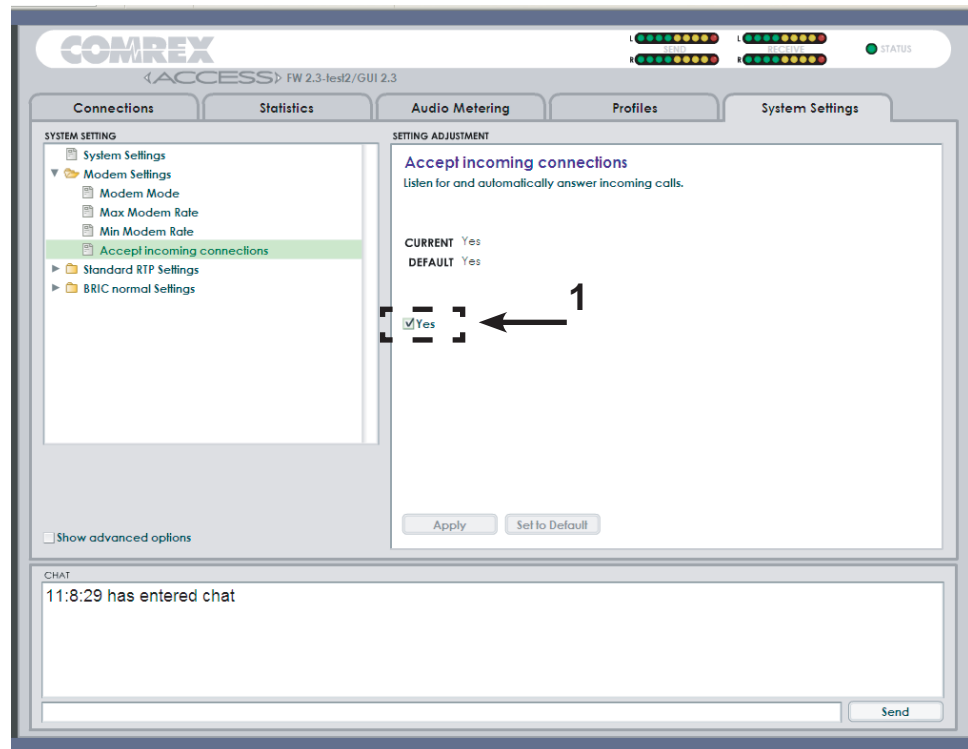 COMREX
ACCESS FW 2.3-test2/GUI 2.3
L SEND R
L RECEIVE R
STATUS
Connections
Statistics
Audio Metering
Profiles
System Settings
SYSTEM SETTING
System Settings
Modem Settings
Modem Mode
Max Modem Rate
Min Modem Rate
Accept incoming connections
Standard RTP Settings
BRIC normal Settings
Show advanced options
SETTING ADJUSTMENT
Accept incoming connections
Listen for and automatically answer incoming calls.
CURRENT Yes
DEFAULT Yes
1
Yes
Apply
Set to Default
CHAT
11:8:29 has entered chat
Send